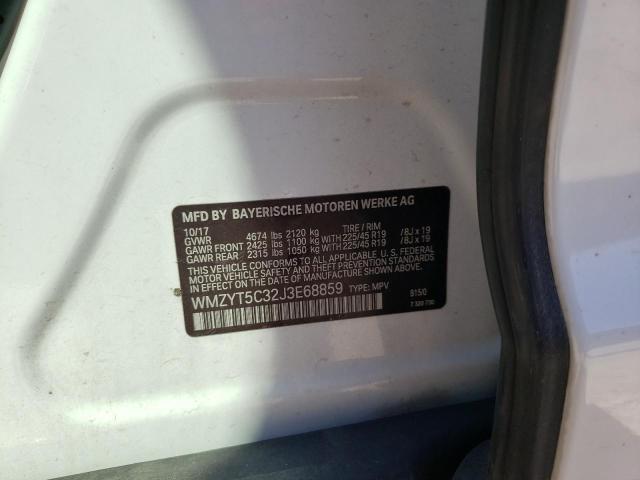 MFD BY BAYERISCHE MOTOREN WERKE AG
10/17 TIRE / RIM
GVWR 4674 lbs 2120 kg
GAWR FRONT 2425 lbs 1100 kg WITH 225/45 R19 /8J x 19
GAWR REAR 2315 lbs 1050 kg WITH 225/45 R19 /8J x 19
THIS VEHICLE CONFORMS TO ALL APPLICABLE U. S. FEDERAL
MOTOR VEHICLE SAFETY, BUMPER AND THEFT PREVENTION STANDARDS
IN EFFECT ON THE DATE OF MANUFACTURE SHOWN ABOVE.
WMZYT5C32J3E68859 TYPE: MPV